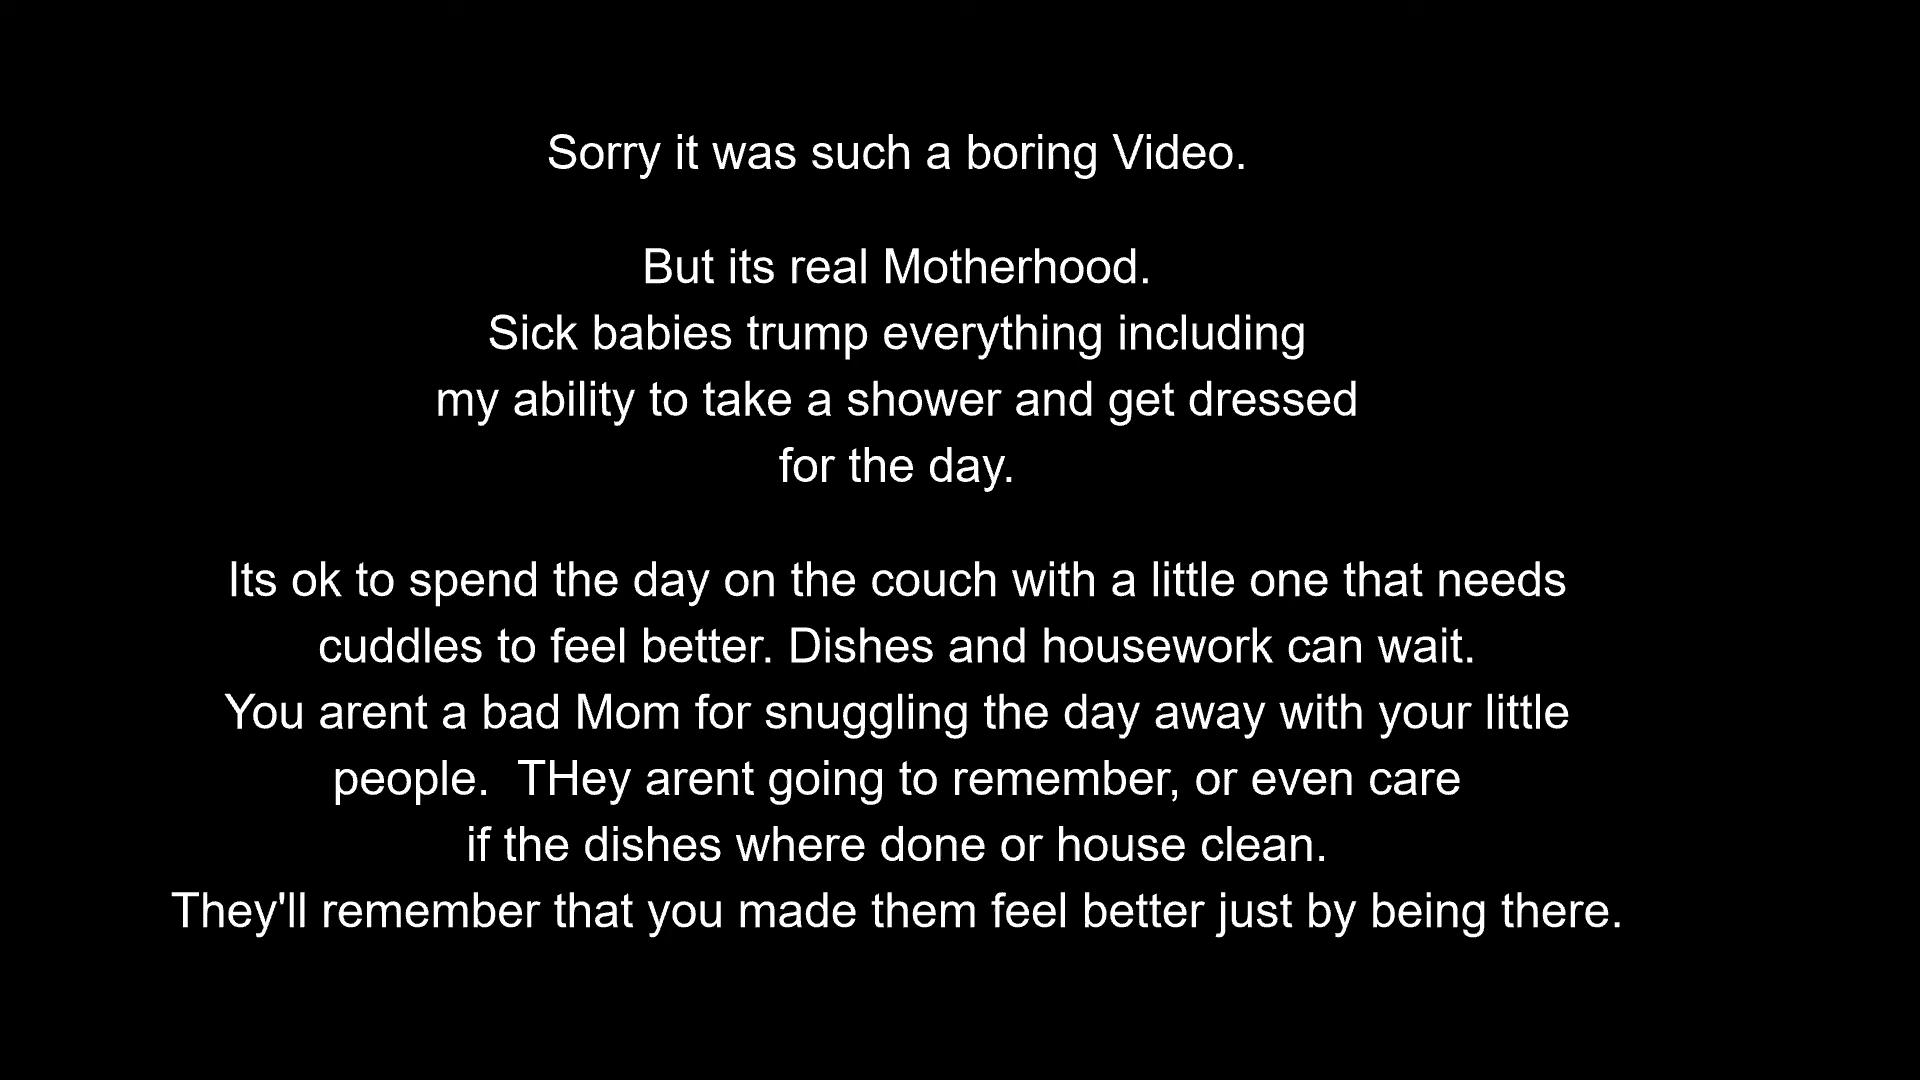 Sorry it was such a boring Video.
But its real Motherhood.
Sick babies trump everything including
my ability to take a shower and get dressed
for the day.
Its ok to spend the day on the couch with a little one that needs
cuddles to feel better. Dishes and housework can wait.
You arent a bad Mom for snuggling the day away with your little
people.  THey arent going to remember, or even care
if the dishes where done or house clean.
They'll remember that you made them feel better just by being there.